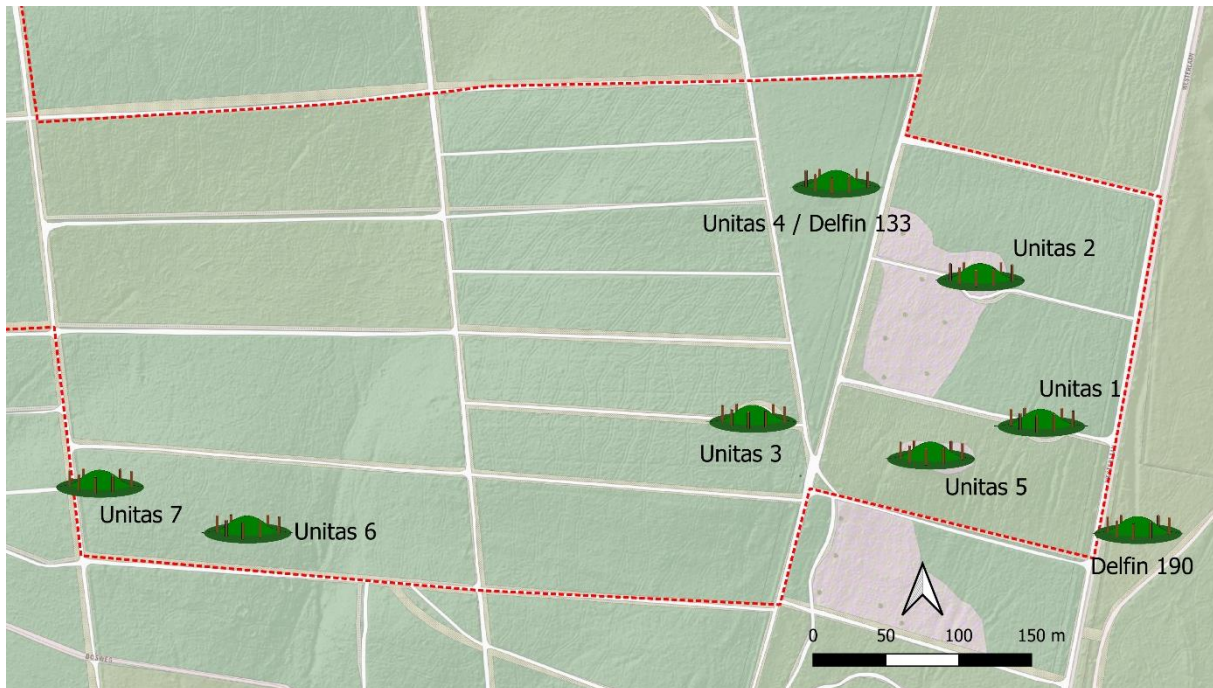 Unitas 4 / Delfin 133
Unitas 2
Unitas 1
Unitas 3
Unitas 5
Unitas 7
Unitas 6
Delfin 190
0 50 100 150 m